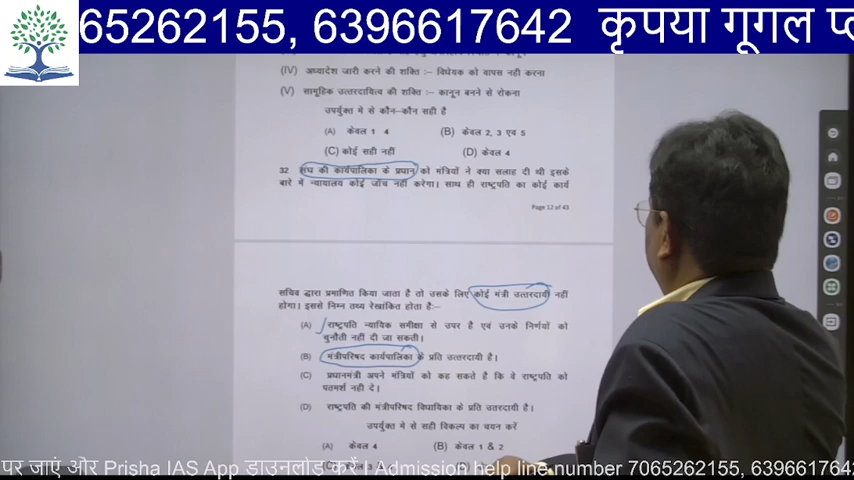 65262155, 6396617642 कृपया गूगल प्ले
(IV) अध्यादेश जारी करने की शक्ति :- विधेयक को वापस नही करना
(V) सामूहिक उत्तरदायित्व की शक्ति :- कानून बनने से रोकना
उपर्युक्त मे से कौन-कौन सही है
(A) केवल 1 4
(B) केवल 2, 3 एव 5
(C) कोई सही नहीं
(D) केवल 4
32 संघ की कार्यपालिका के प्रधान को मंत्रियों ने क्या सलाह दी थी इसके
बारे में न्यायालय कोई जाँच नहीं करेगा। साथ ही राष्ट्रपति का कोई कार्य
Page 12 of 43
सचिव द्वारा प्रमाणित किया जाता है तो उसके लिए कोई मंत्री उत्तरदायी नहीं
होगा। इससे निम्न तथ्य रेखांकित होता है:-
(A) राष्ट्रपति न्यायिक समीक्षा से उपर है एवं उनके निर्णयों को
चुनौती नहीं दी जा सकती।
(B) मंत्रीपरिषद कार्यपालिका के प्रति उत्तरदायी है।
(C) प्रधानमंत्री अपने मंत्रियों को कह सकते है कि वे राष्ट्रपति को
परामर्श नही दे।
(D) राष्ट्रपति की मंत्रीपरिषद विधायिका के प्रति उतरदायी है।
उपर्युक्त मे से सही विकल्प का चयन करें
(A) केवल 4
(B) केवल 1 & 2
पर जाएं और Prisha IAS App डाउनलोड करें। Admission help line number 7065262155, 639661764